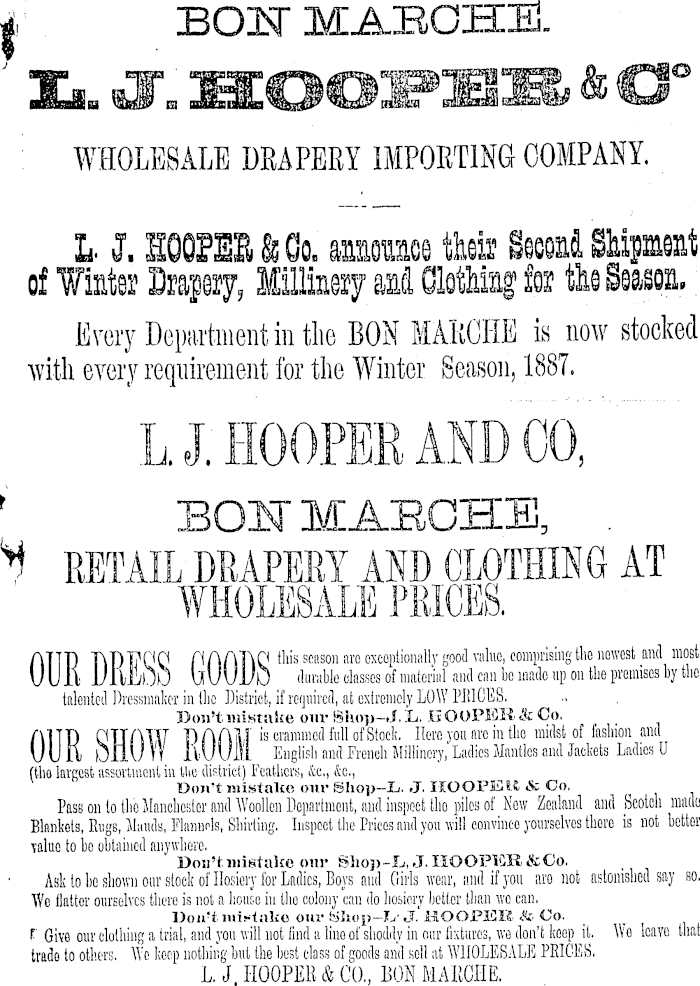 BON MARCHE.
L. J. HOOPER & Co
WHOLESALE DRAPERY IMPORTING COMPANY.
L. J. HOOPER & Co. announce their Second Shipment
of Winter Drapery, Millinery and Clothing for the Season.
Every Department in the BON MARCHE is now stocked
with every requirement for the Winter Season, 1887.
L. J. HOOPER AND CO,
BON MARCHE,
RETAIL DRAPERY AND CLOTHING AT
WHOLESALE PRICES.
OUR DRESS GOODS this season are exceptionally good value, comprising the newest and most
durable classes of material and can be made up on the premises by the
talented Dressmaker in the District, if required, at extremely LOW PRICES.
Don't mistake our Shop—J. L. HOOPER & Co.
OUR SHOW ROOM is crammed full of Stock. Here you are in the midst of fashion and
English and French Millinery, Ladies Mantles and Jackets Ladies U
(the largest assortment in the district) Feathers, &c., &c.,
Don't mistake our Shop—L. J. HOOPER & Co.
Pass on to the Manchester and Woollen Department, and inspect the piles of New Zealand and Scotch made
Blankets, Rugs, Mauds, Flannels, Shirting. Inspect the Prices and you will convince yourselves there is not better
value to be obtained anywhere.
Don't mistake our Shop—L, J. HOOPER & Co.
Ask to be shown our stock of Hosiery for Ladies, Boys and Girls wear, and if you are not astonished say so.
We flatter ourselves there is not a house in the colony can do hosiery better than we can.
Don't mistake our Shop—L J. HOOPER & Co.
Give our clothing a trial, and you will not find a line of shoddy in our fixtures, we don't keep it. We leave that
trade to others. We keep nothing but the best class of goods and sell at WHOLESALE PRICES.
L. J. HOOPER & CO., BON MARCHE.